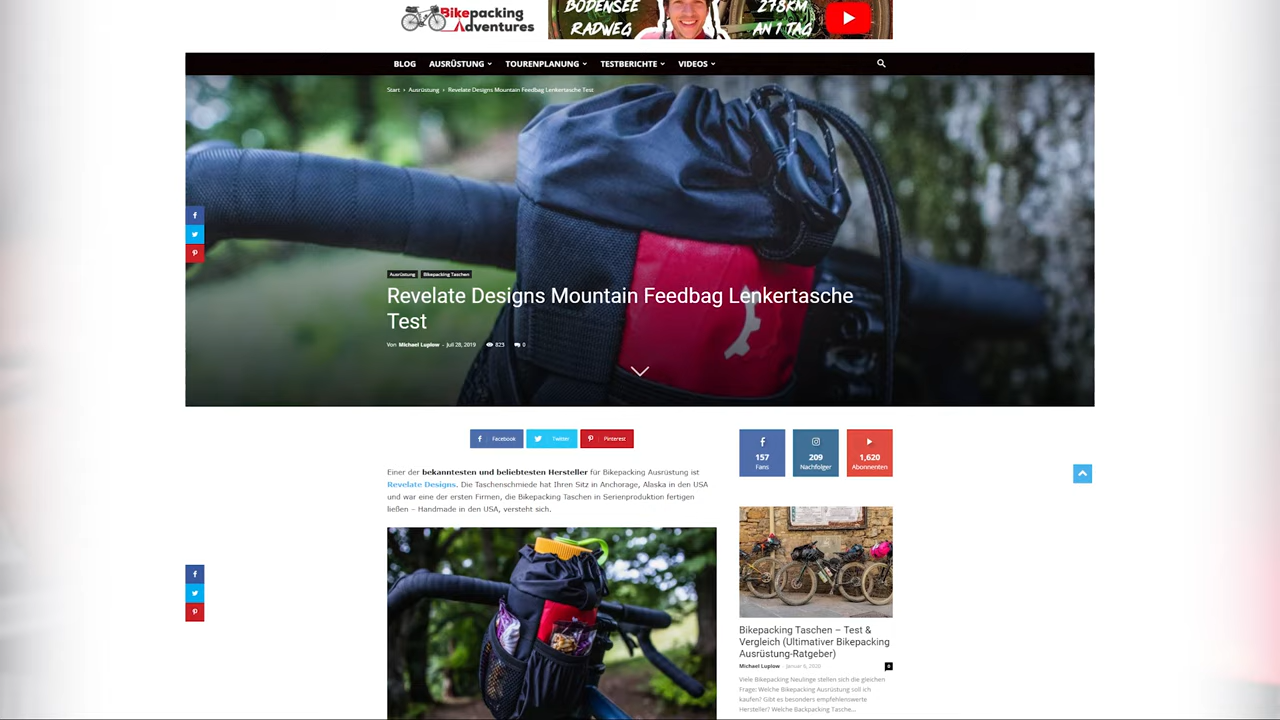 Bikepacking
Adventures
BODENSEE
RADWEG
278KM
AN 1 TAG
BLOG AUSRÜSTUNG TOURENPLANUNG TESTBERICHTE VIDEOS
Start › Ausrüstung › Revelate Designs Mountain Feedbag Lenkertasche Test
Ausrüstung Bikepacking Taschen
Revelate Designs Mountain Feedbag Lenkertasche
Test
Von Michael Luplow - Juli 28, 2019 823 0
Facebook Twitter Pinterest
157
Fans
209
Nachfolger
1,620
Abonnenten
Einer der bekanntesten und beliebtesten Hersteller für Bikepacking Ausrüstung ist
Revelate Designs. Die Taschenschmiede hat Ihren Sitz in Anchorage, Alaska in den USA
und war eine der ersten Firmen, die Bikepacking Taschen in Serienproduktion fertigen
ließen – Handmade in den USA, versteht sich.
Bikepacking Taschen – Test &
Vergleich (Ultimativer Bikepacking
Ausrüstung-Ratgeber)
Michael Luplow - Januar 6, 2020 0
Viele Bikepacking Neulinge stellen sich die gleichen
Frage: Welche Bikepacking Ausrüstung soll ich
kaufen? Gibt es besonders empfehlenswerte
Hersteller? Welche Backpacking Tasche...